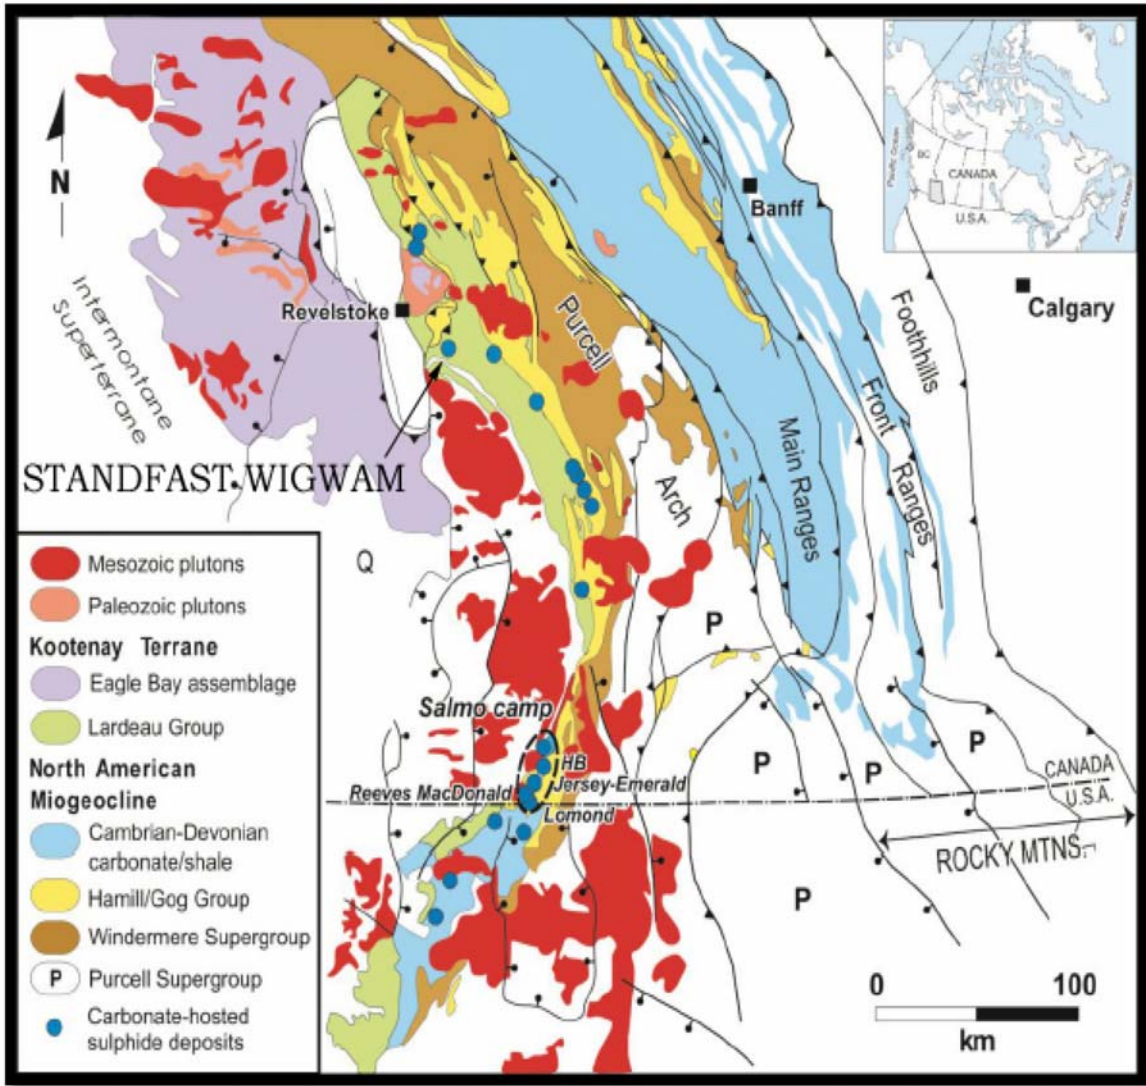 Pacific Ocean
BC
CANADA
U.S.A.
N
Banff
Calgary
Revelstoke
Purcell
Foothhills
Intermontane
Superterrane
Front
Ranges
Main Ranges
Arch
STANDFAST WIGWAM
Q
Mesozoic plutons
Paleozoic plutons
Kootenay Terrane
Eagle Bay assemblage
Lardeau Group
North American
Miogeocline
Cambrian-Devonian
carbonate/shale
Hamill/Gog Group
Windermere Supergroup
P Purcell Supergroup
Carbonate-hosted
sulphide deposits
P
Salmo camp
HB
Jersey-Emerald
Reeves MacDonald
Lomond
P
P
P
CANADA
U.S.A.
ROCKY MTNS.
P
0 100
km